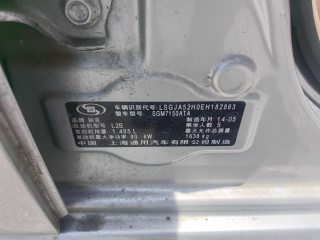 车辆识别代号: LSGJA52H0EH182863
整车型号: SGM7150ATA
品牌 别克 制造年月 14-05
发动机型号 L2B 乘坐人数 5
发动机排量 1.485 L 最大允许总质量
发动机最大功率 80 kW 1638 kg
中国 上海通用汽车有限公司制造